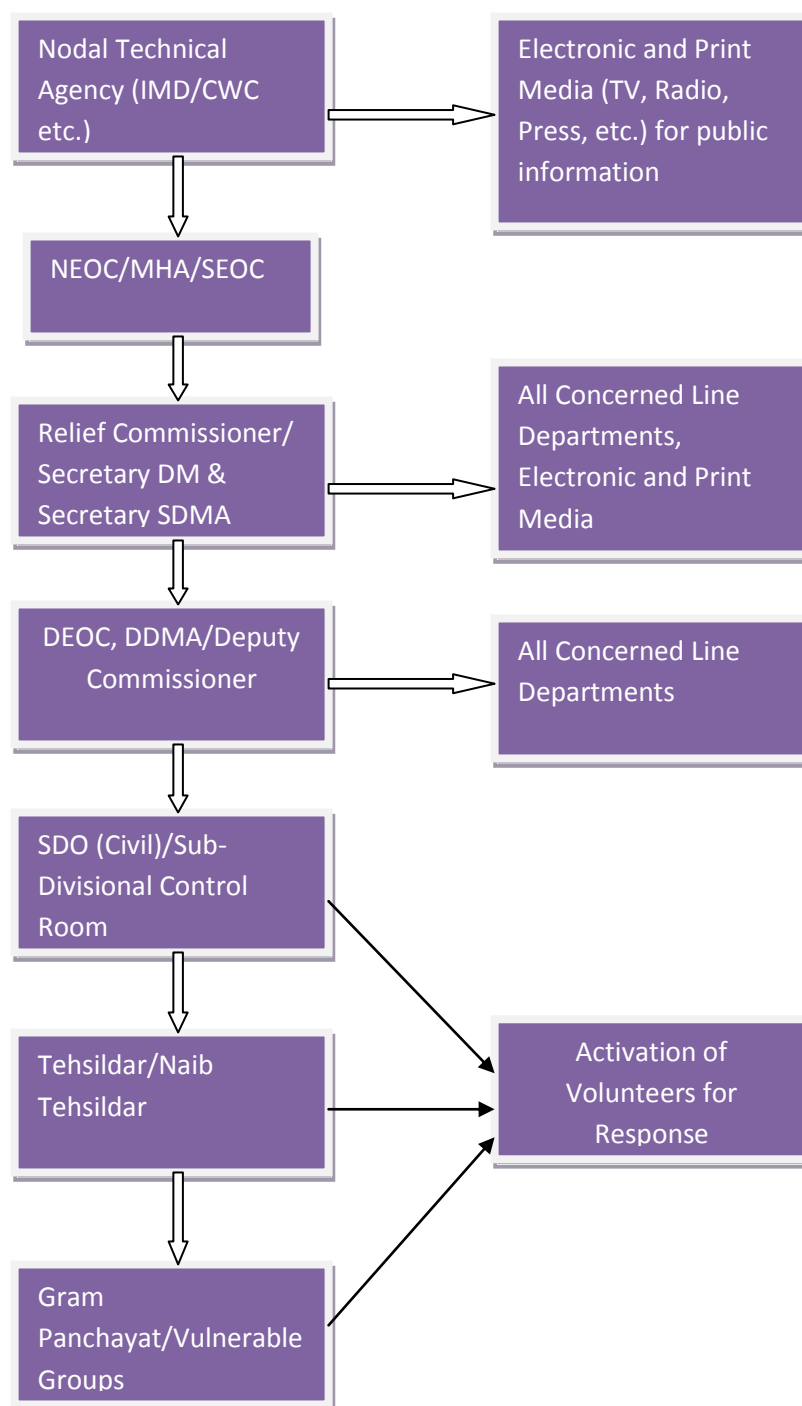 Nodal Technical
Agency (IMD/CWC
etc.)
Electronic and Print
Media (TV, Radio,
Press, etc.) for public
information
NEOC/MHA/SEOC
Relief Commissioner/
Secretary DM &
Secretary SDMA
All Concerned Line
Departments,
Electronic and Print
Media
DEOC, DDMA/Deputy
Commissioner
All Concerned Line
Departments
SDO (Civil)/Sub-
Divisional Control
Room
Tehsildar/Naib
Tehsildar
Activation of
Volunteers for
Response
Gram
Panchayat/Vulnerable
Groups